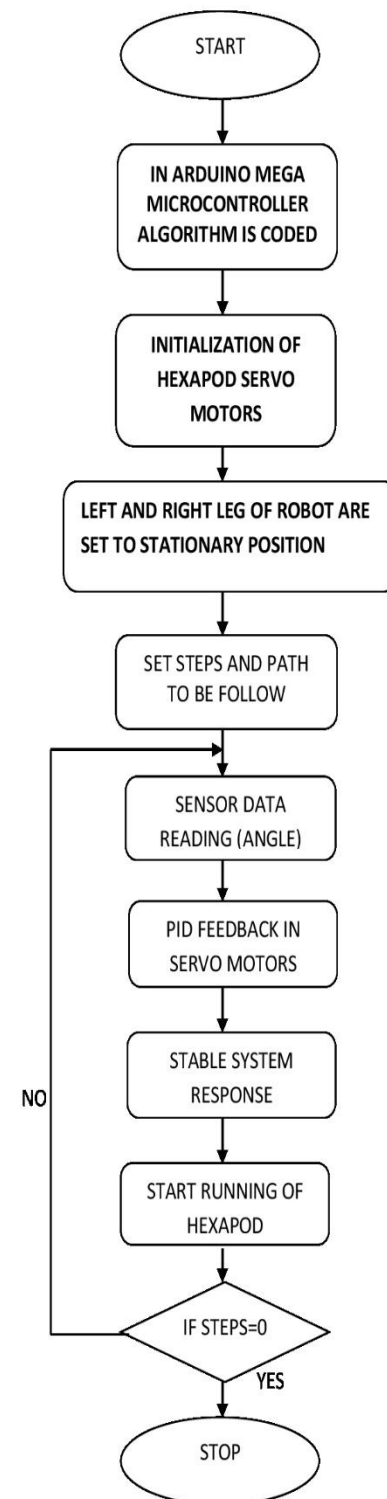 START
IN ARDUINO MEGA
MICROCONTROLLER
ALGORITHM IS CODED
INITIALIZATION OF
HEXAPOD SERVO
MOTORS
LEFT AND RIGHT LEG OF ROBOT ARE
SET TO STATIONARY POSITION
SET STEPS AND PATH
TO BE FOLLOW
SENSOR DATA
READING (ANGLE)
PID FEEDBACK IN
SERVO MOTORS
STABLE SYSTEM
RESPONSE
NO
START RUNNING OF
HEXAPOD
IF STEPS=0
YES
STOP